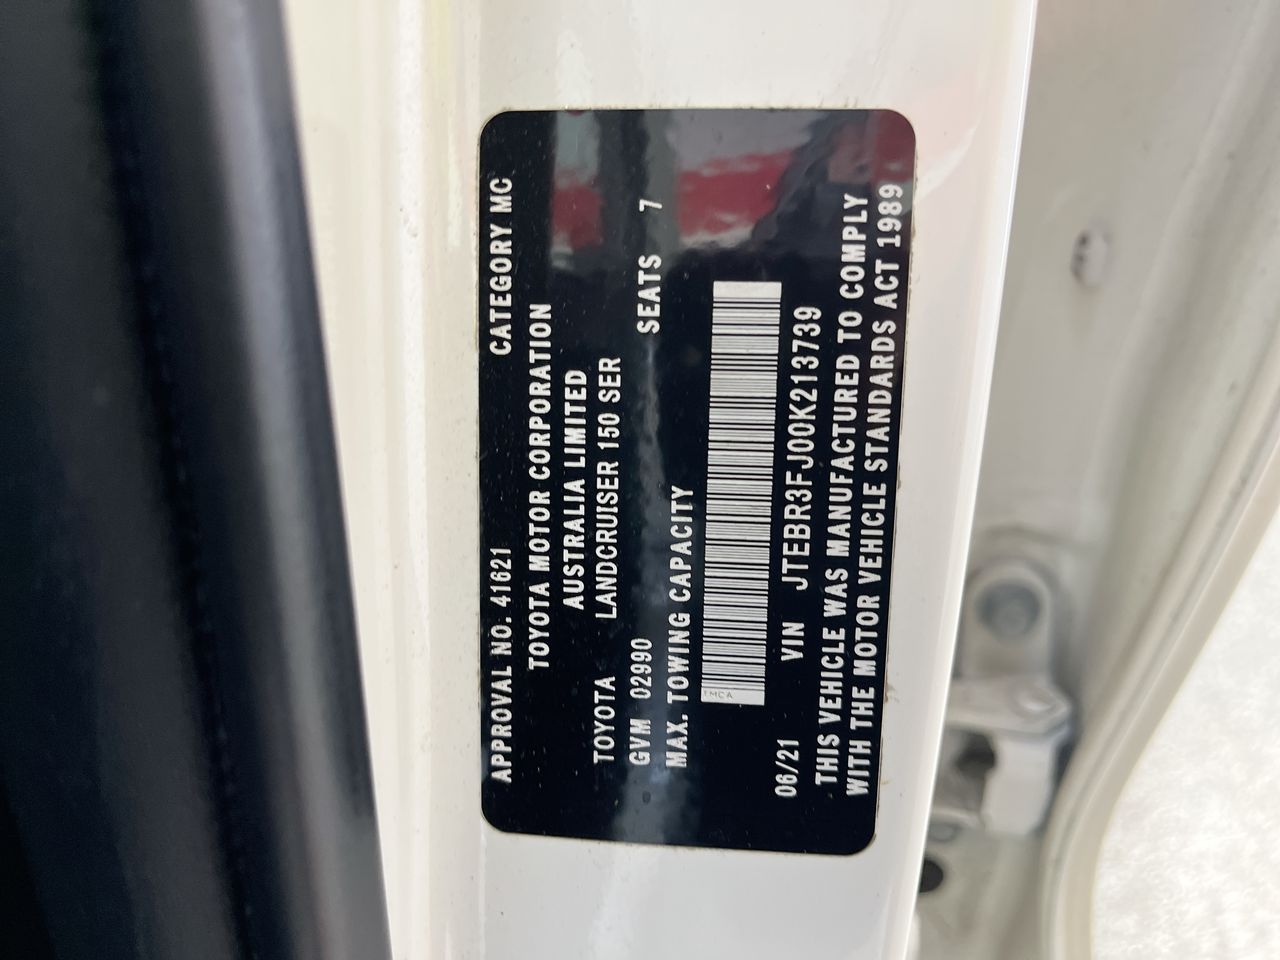 APPROVAL NO. 41621 CATEGORY MC
TOYOTA MOTOR CORPORATION
AUSTRALIA LIMITED
TOYOTA LANDCRUISER 150 SER
GVM 02990 SEATS 7
MAX. TOWING CAPACITY
TMCA
06/21 VIN JTEBR3FJ00K213739
THIS VEHICLE WAS MANUFACTURED TO COMPLY
WITH THE MOTOR VEHICLE STANDARDS ACT 1989